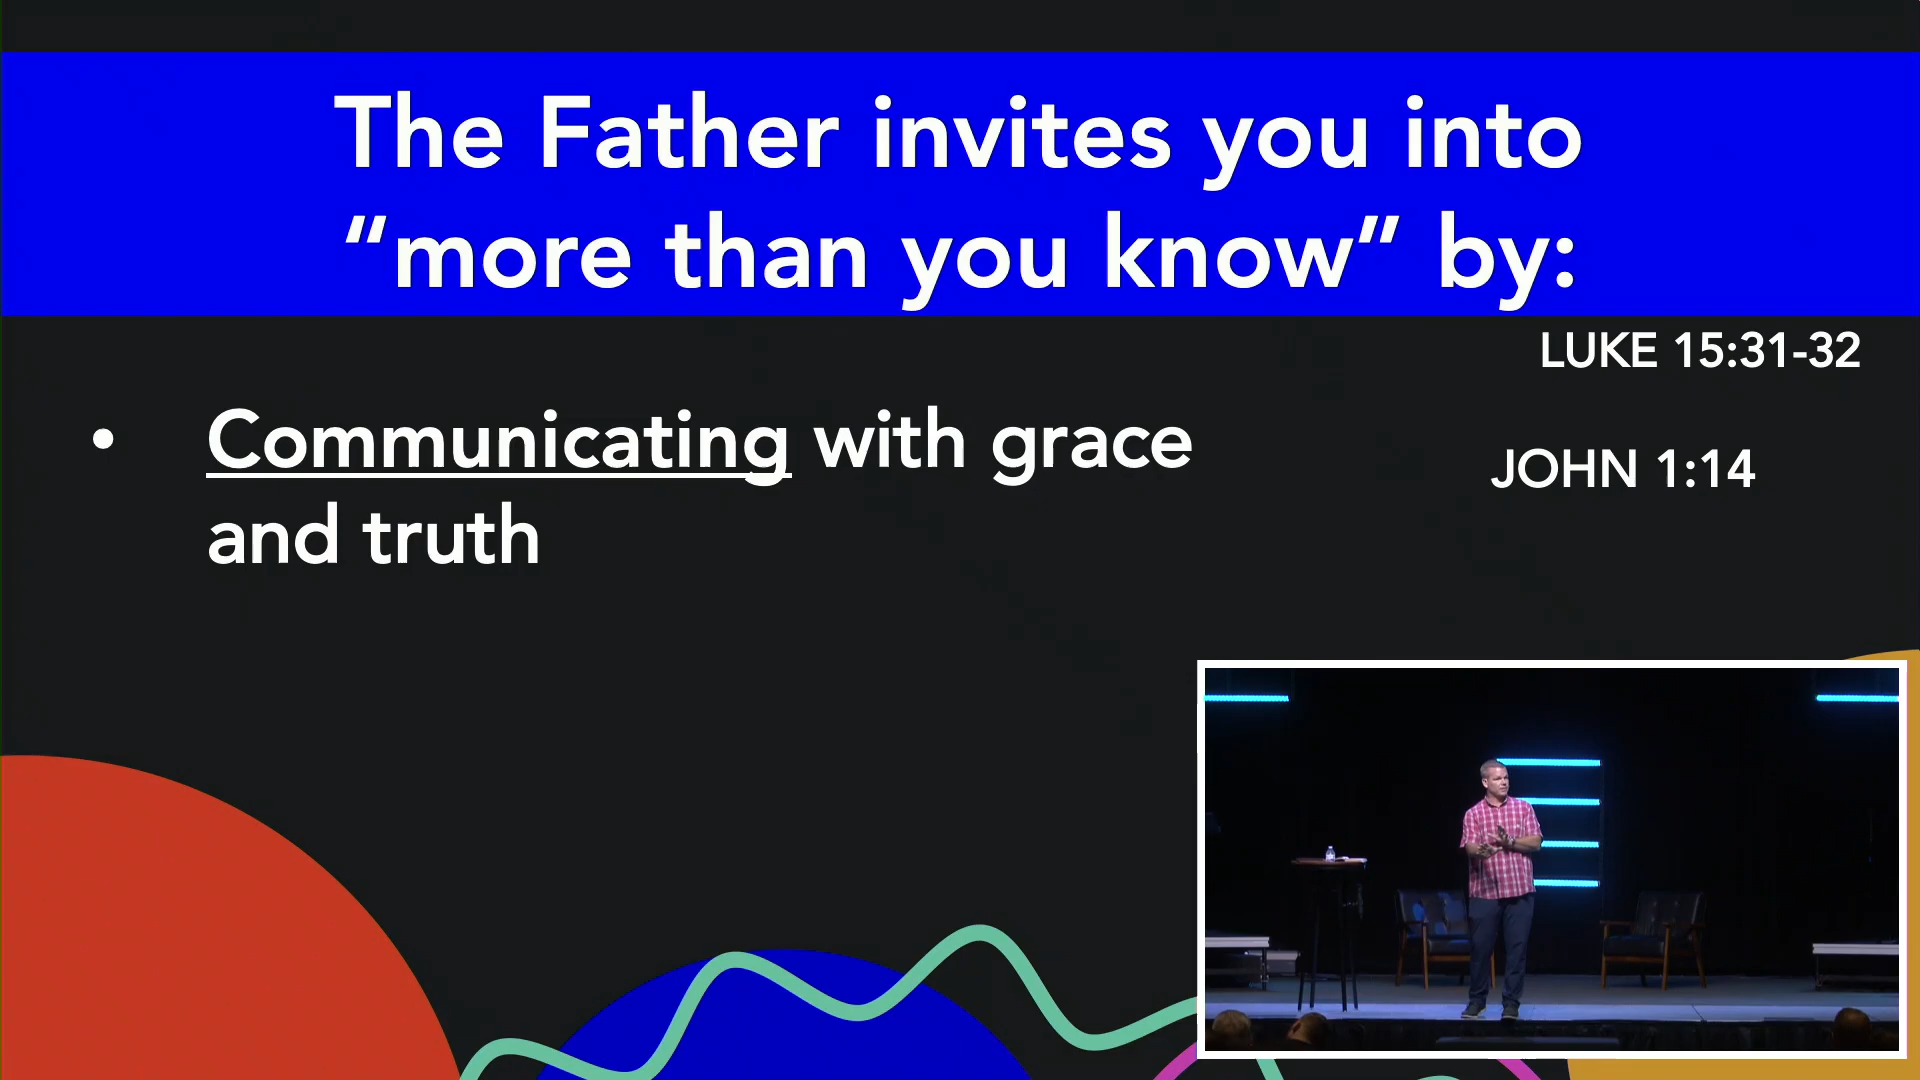 The Father invites you into
“more than you know” by:
LUKE 15:31-32
• Communicating with grace
and truth
JOHN 1:14